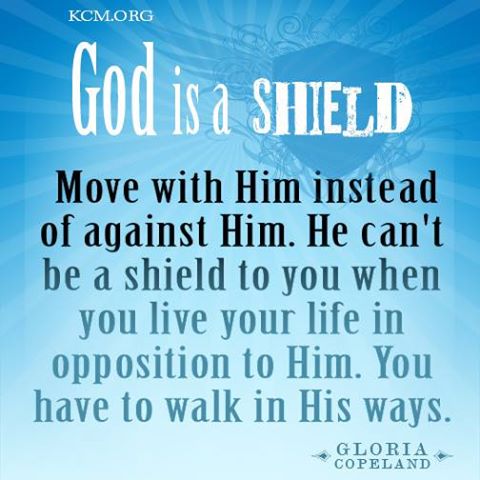 KCM.ORG
God is a SHIELD
Move with Him instead
of against Him. He can't
be a shield to you when
you live your life in
opposition to Him. You
have to walk in His ways.
GLORIA
COPELAND